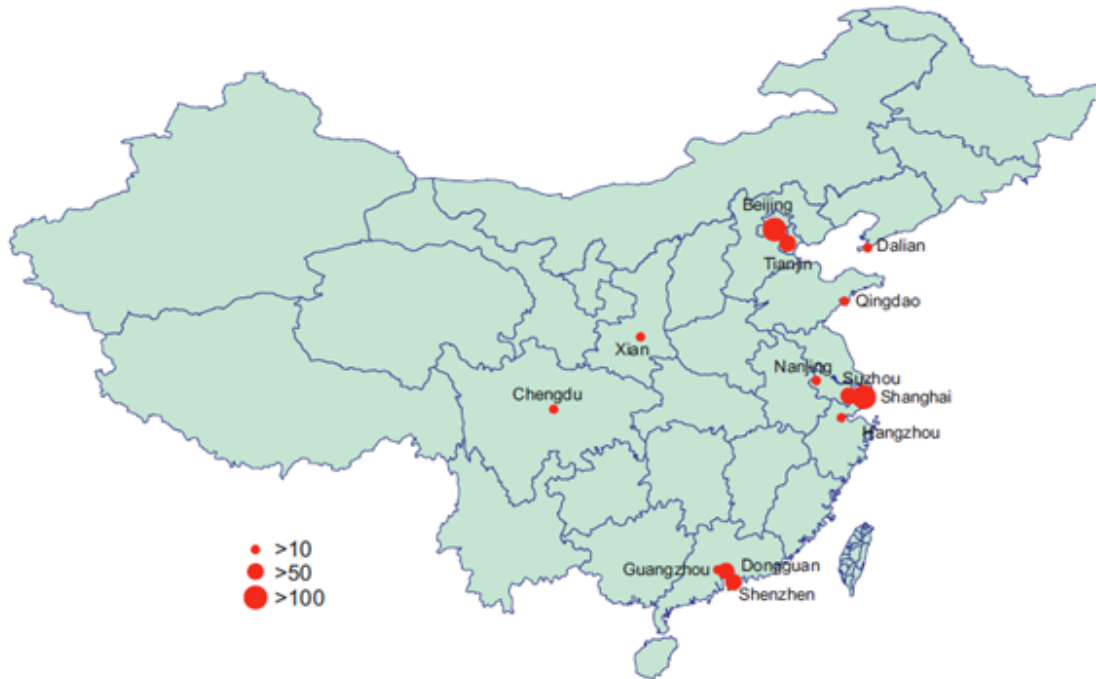 Beijing
Tianjin
Dalian
Qingdao
Xian
Nanjing
Suzhou
Shanghai
Chengdu
Hangzhou
>10
>50
>100
Guangzhou
Dongguan
Shenzhen